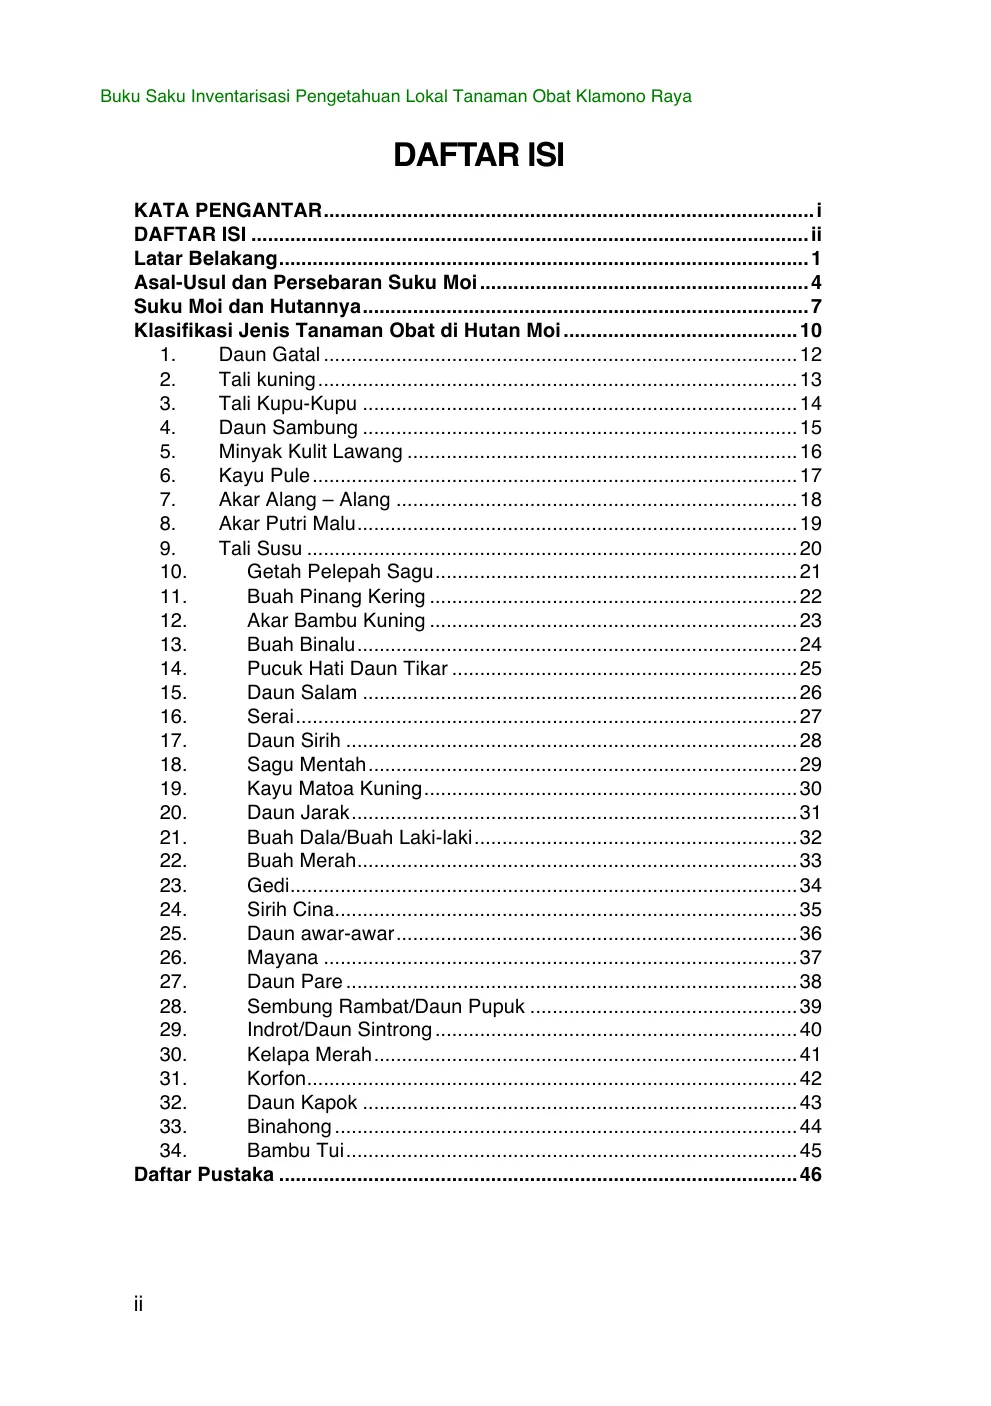 Buku Saku Inventarisasi Pengetahuan Lokal Tanaman Obat Klamono Raya
DAFTAR ISI
KATA PENGANTAR........................................................................................i
DAFTAR ISI ....................................................................................................ii
Latar Belakang...............................................................................................1
Asal-Usul dan Persebaran Suku Moi...........................................................4
Suku Moi dan Hutannya................................................................................7
Klasifikasi Jenis Tanaman Obat di Hutan Moi..........................................10
1. Daun Gatal.....................................................................................12
2. Tali kuning......................................................................................13
3. Tali Kupu-Kupu ..............................................................................14
4. Daun Sambung ..............................................................................15
5. Minyak Kulit Lawang ......................................................................16
6. Kayu Pule.......................................................................................17
7. Akar Alang – Alang ........................................................................18
8. Akar Putri Malu...............................................................................19
9. Tali Susu ........................................................................................20
10. Getah Pelepah Sagu.................................................................21
11. Buah Pinang Kering ..................................................................22
12. Akar Bambu Kuning ..................................................................23
13. Buah Binalu...............................................................................24
14. Pucuk Hati Daun Tikar ..............................................................25
15. Daun Salam ..............................................................................26
16. Serai..........................................................................................27
17. Daun Sirih .................................................................................28
18. Sagu Mentah.............................................................................29
19. Kayu Matoa Kuning...................................................................30
20. Daun Jarak................................................................................31
21. Buah Dala/Buah Laki-laki..........................................................32
22. Buah Merah...............................................................................33
23. Gedi...........................................................................................34
24. Sirih Cina...................................................................................35
25. Daun awar-awar........................................................................36
26. Mayana .....................................................................................37
27. Daun Pare.................................................................................38
28. Sembung Rambat/Daun Pupuk ................................................39
29. Indrot/Daun Sintrong.................................................................40
30. Kelapa Merah............................................................................41
31. Korfon........................................................................................42
32. Daun Kapok ..............................................................................43
33. Binahong...................................................................................44
34. Bambu Tui.................................................................................45
Daftar Pustaka .............................................................................................46
ii